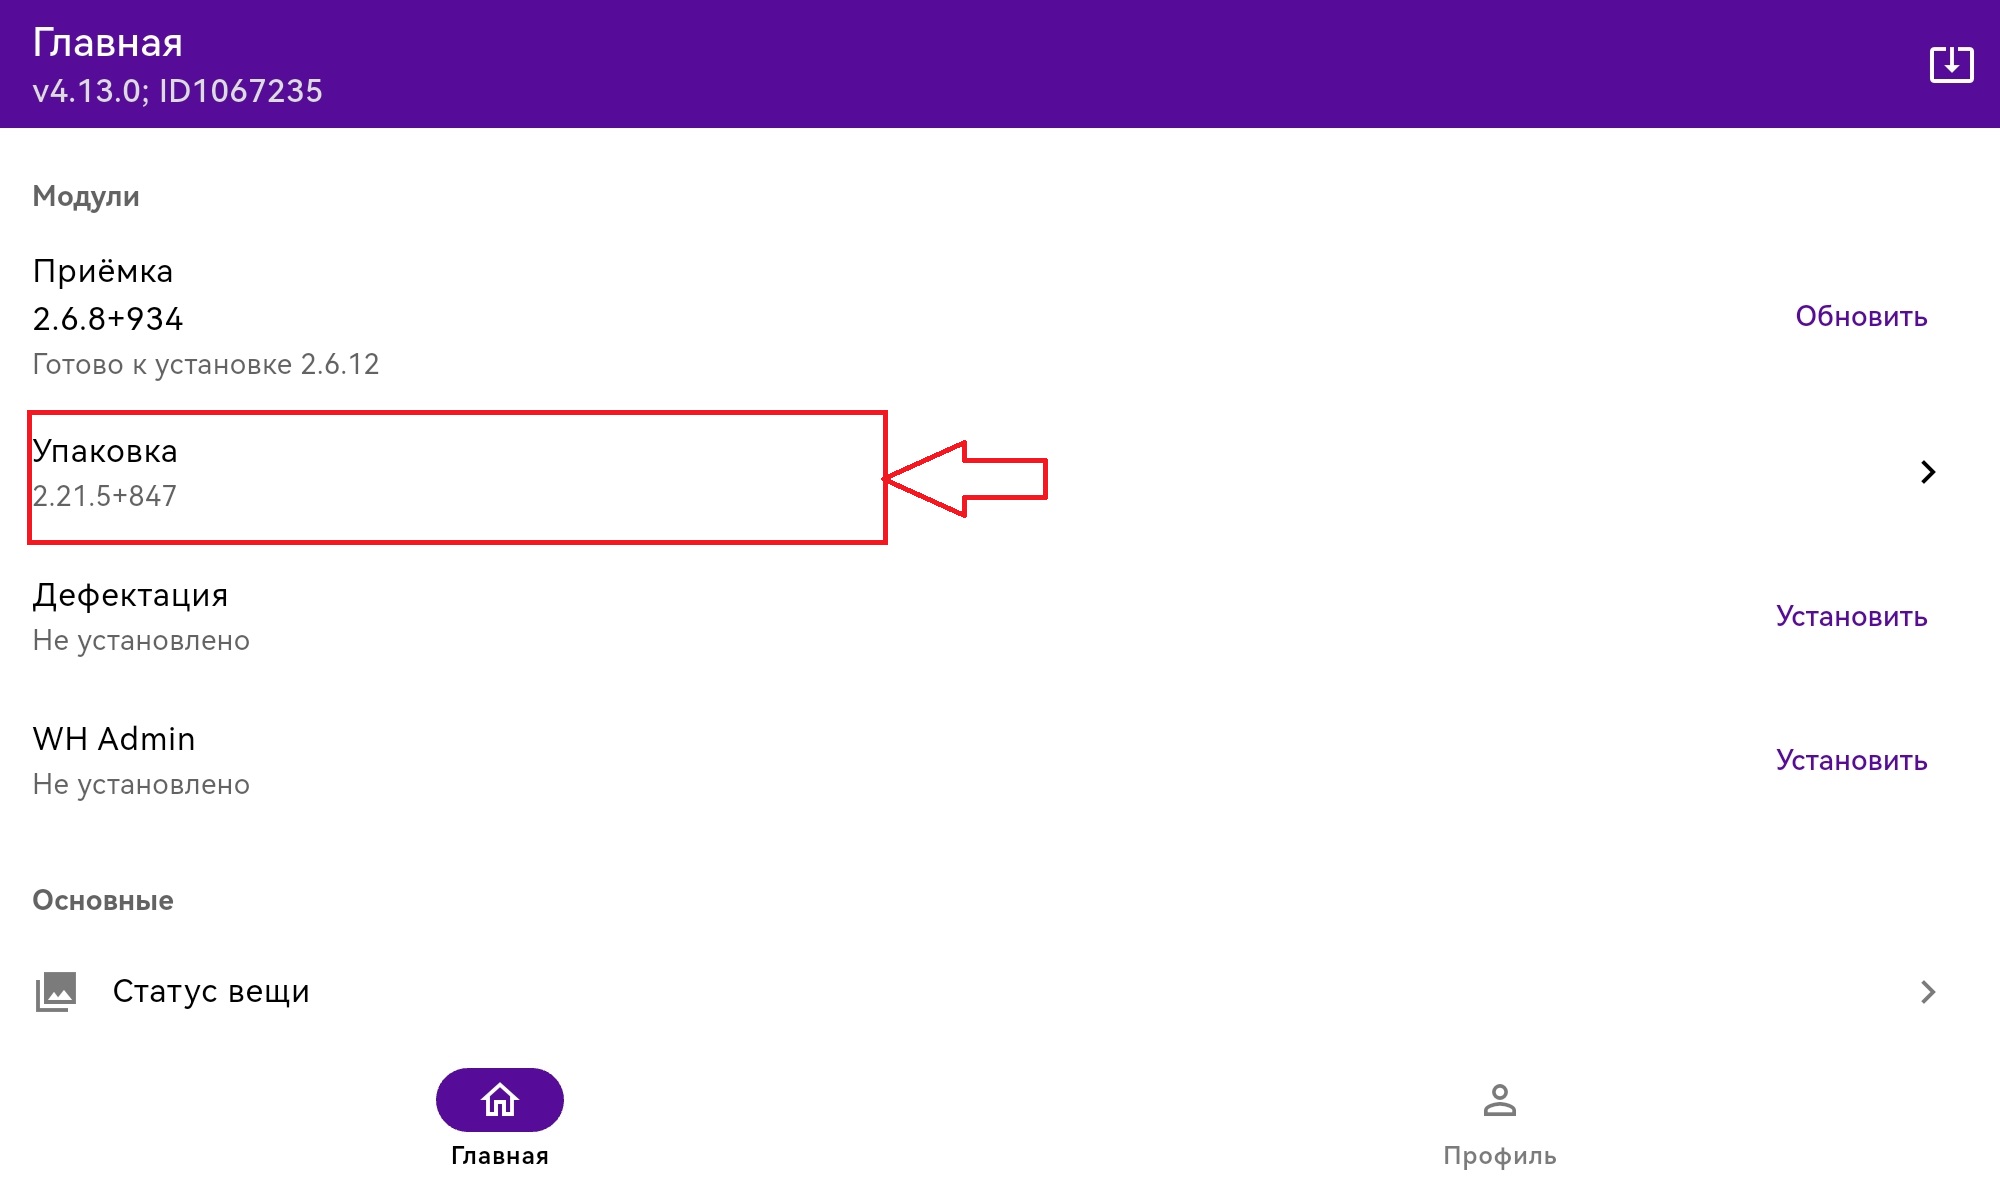 Главная
v4.13.0; ID1067235
Модули
Приёмка
2.6.8+934
Обновить
Готово к установке 2.6.12
Упаковка
2.21.5+847
Дефектация
Не установлено
Установить
WH Admin
Не установлено
Установить
Основные
Статус вещи
Главная
Профиль